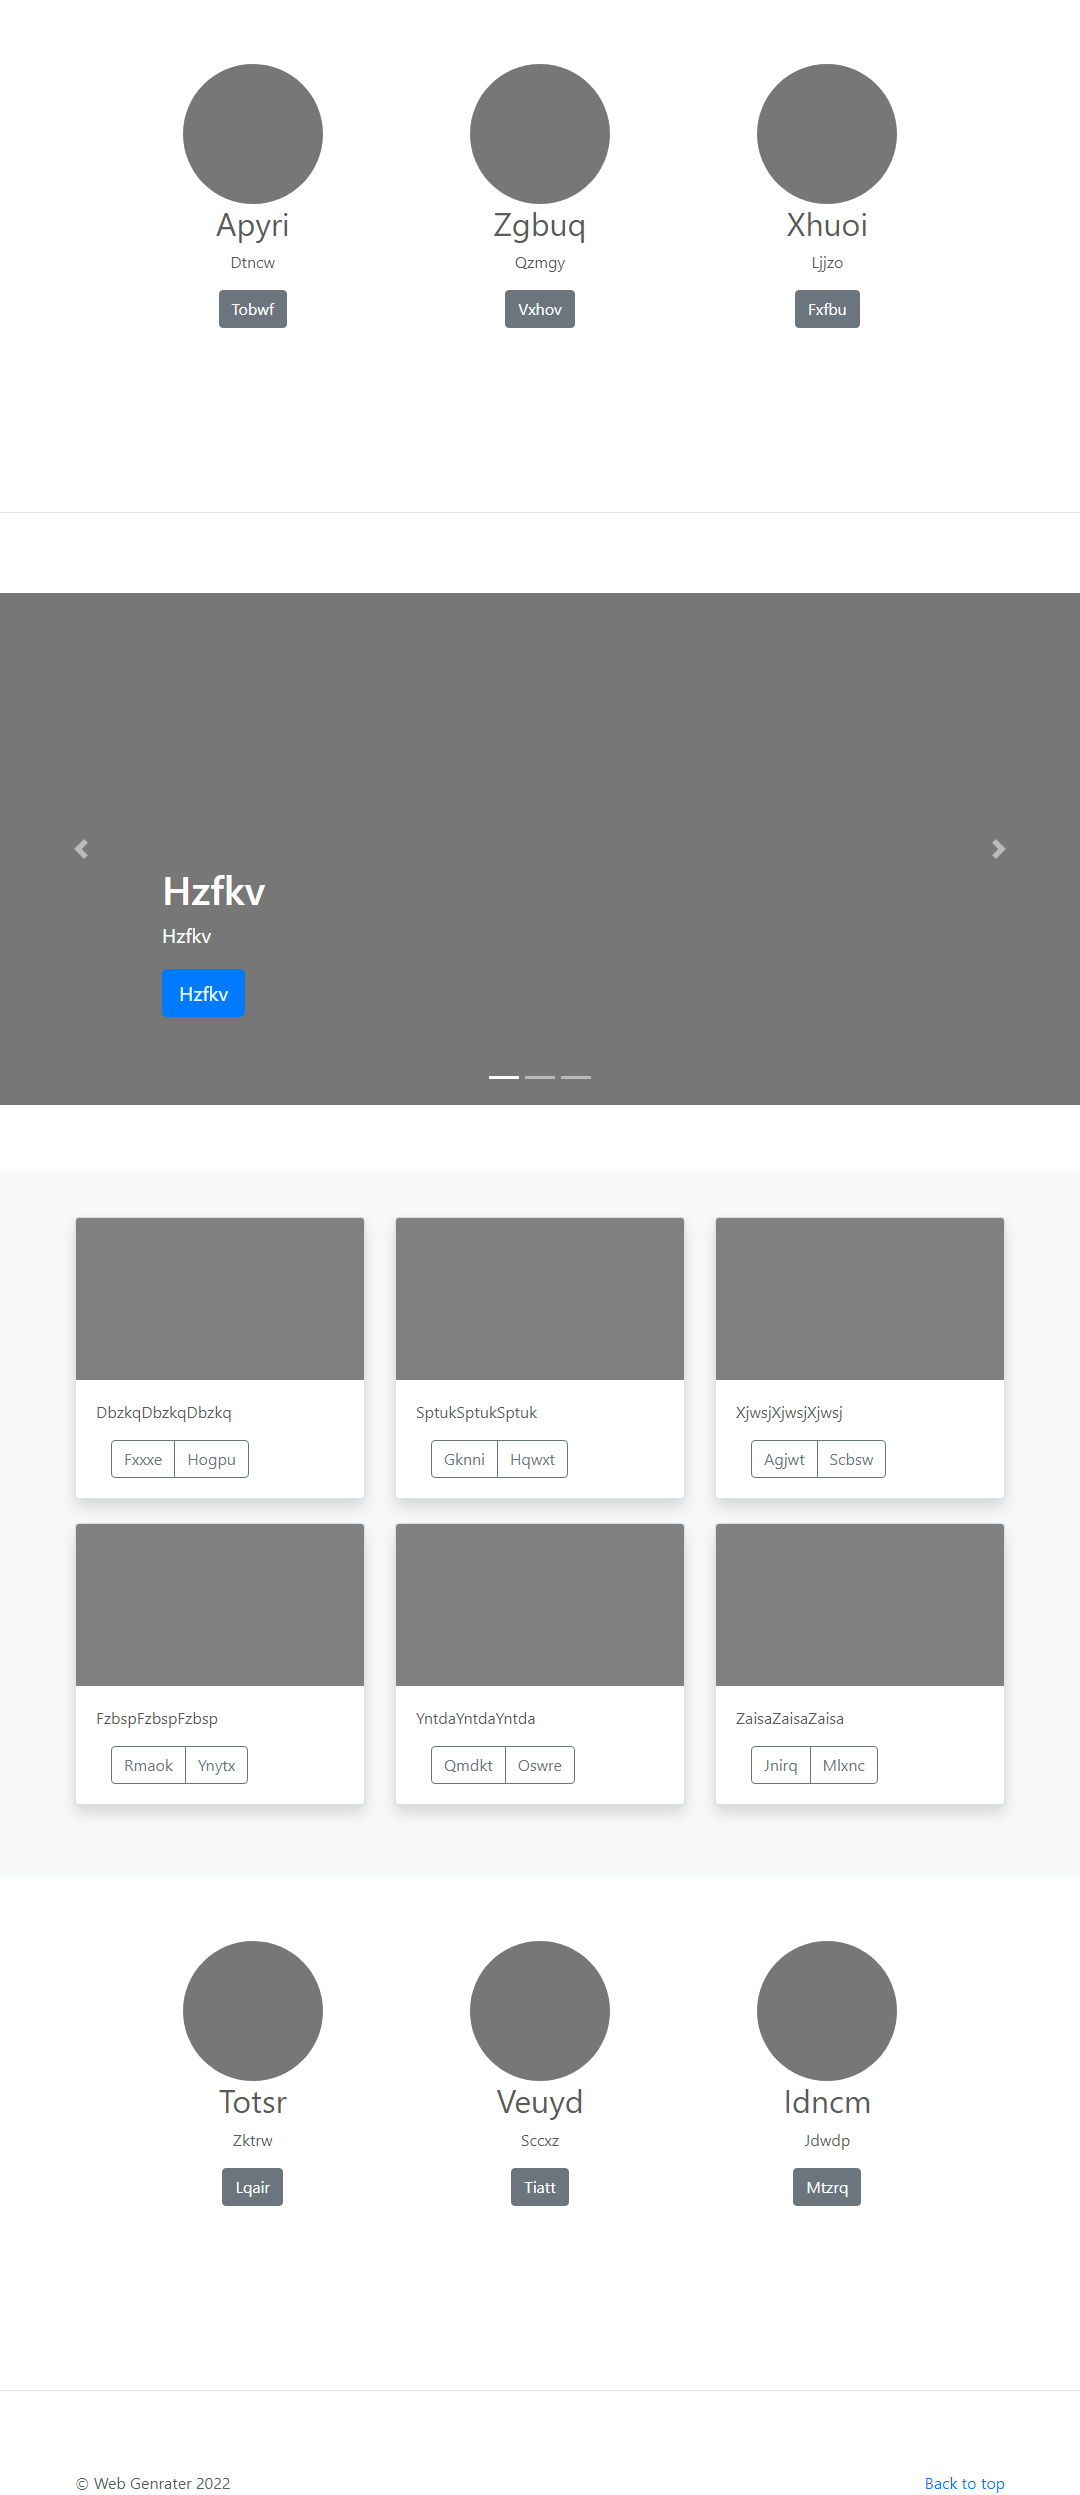 Apyri Zgbuq Xhuoi
Dtncw Qzmgy Ljjzo
Tobwf Vxhov Fxfbu
Hzfkv
Hzfkv
Hzfkv
DbzkqDbzkqDbzkq SptukSptukSptuk XjwsjXjwsjXjwsj
Fxxxe Hogpu Gknni Hqwxt Agjwt Scbsw
FzbspFzbspFzbsp YntdaYntdaYntda ZaisaZaisaZaisa
Rmaok Ynytx Qmdkt Oswre Jnirq Mlxnc
Totsr Veuyd Idncm
Zktrw Sccxz Jdwdp
Lqair Tiatt Mtzrq
© Web Genrater 2022 Back to top